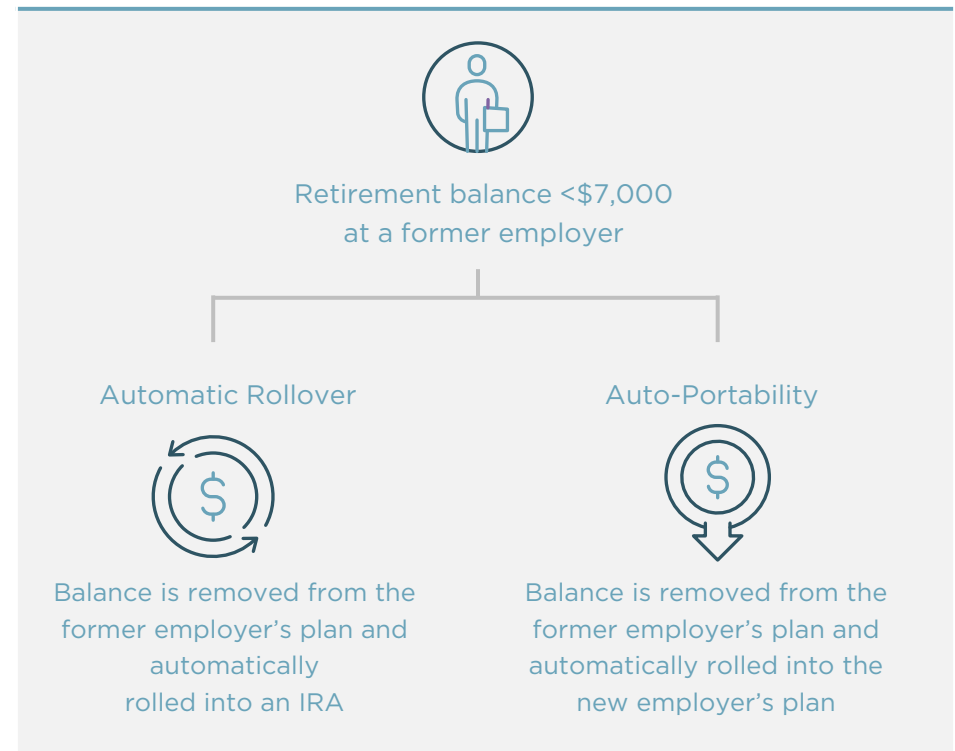 Retirement balance <$7,000
at a former employer
Automatic Rollover
$
Balance is removed from the
former employer’s plan and
automatically
rolled into an IRA
Auto-Portability
$
Balance is removed from the
former employer’s plan and
automatically rolled into the
new employer’s plan